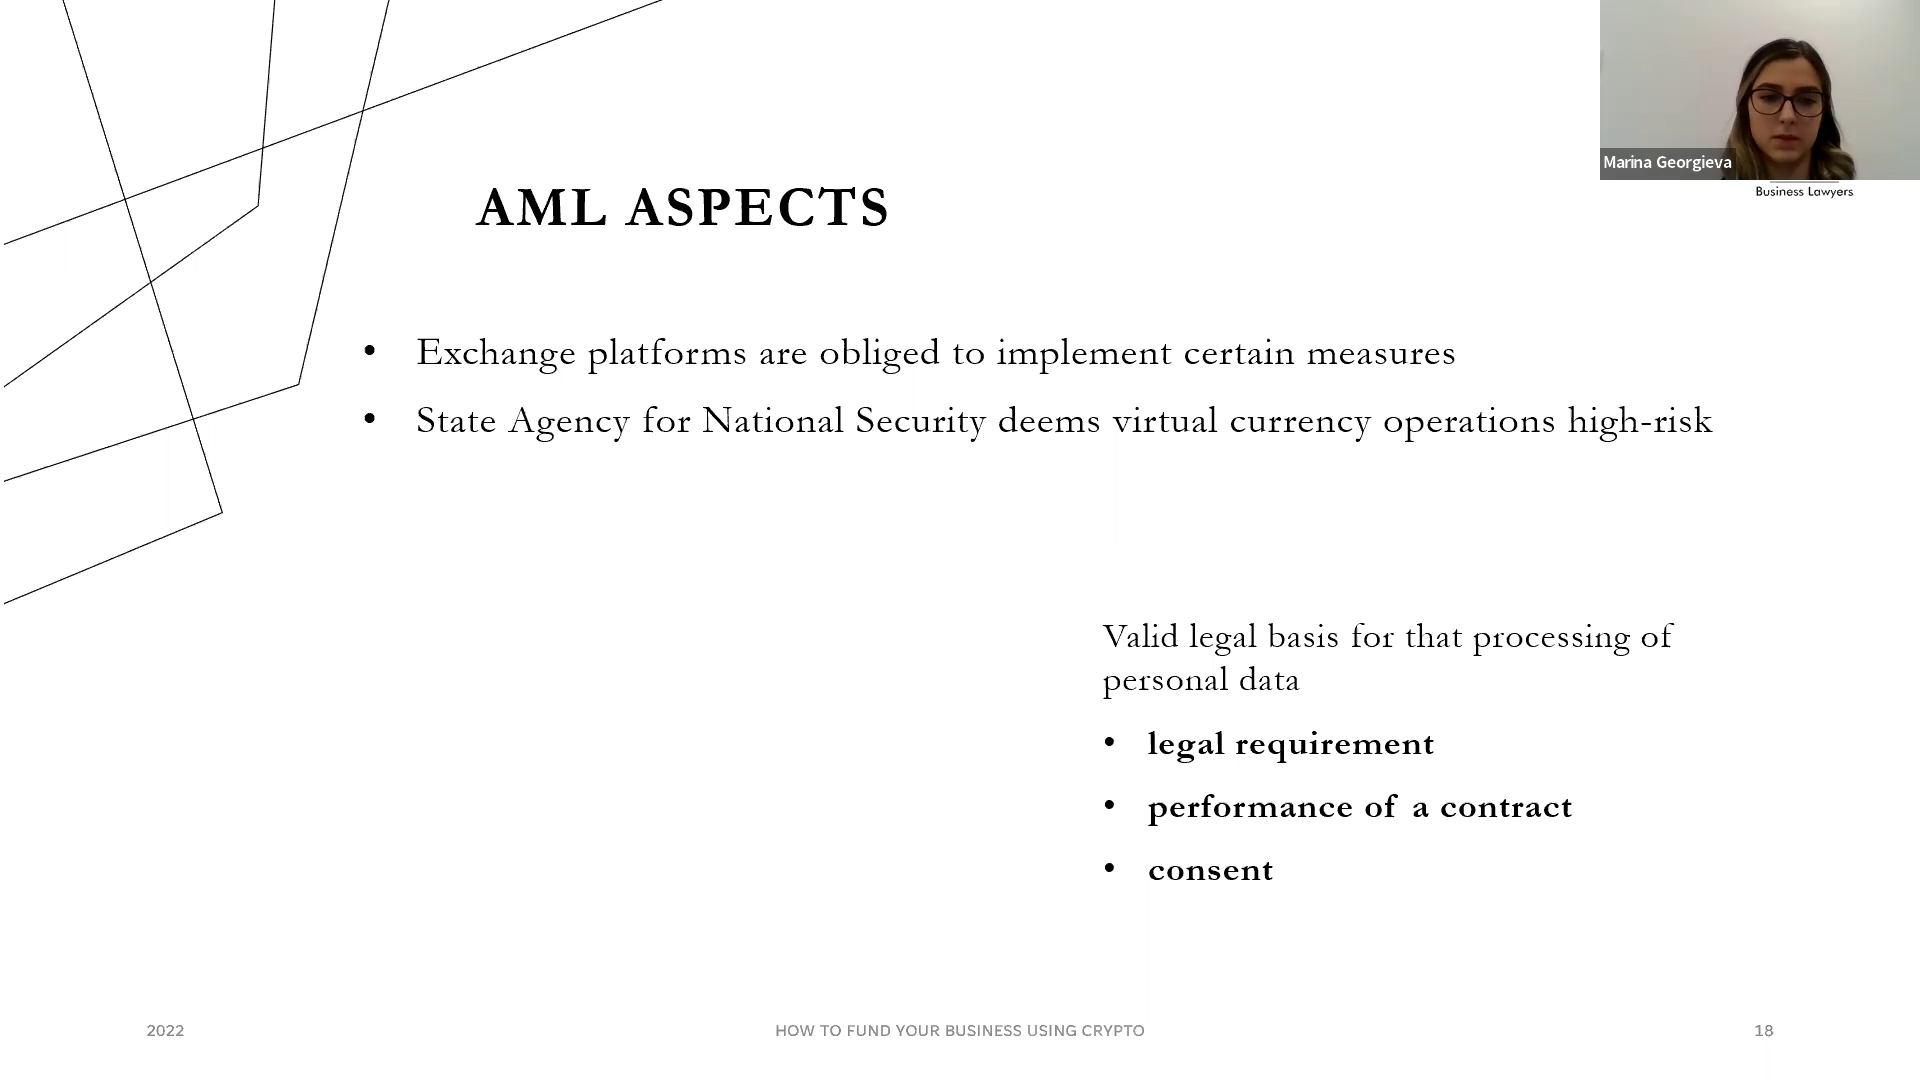 Marina Georgieva
Business Lawyers
AML ASPECTS
• Exchange platforms are obliged to implement certain measures
• State Agency for National Security deems virtual currency operations high-risk
Valid legal basis for that processing of
personal data
• legal requirement
• performance of a contract
• consent
2022
HOW TO FUND YOUR BUSINESS USING CRYPTO
18